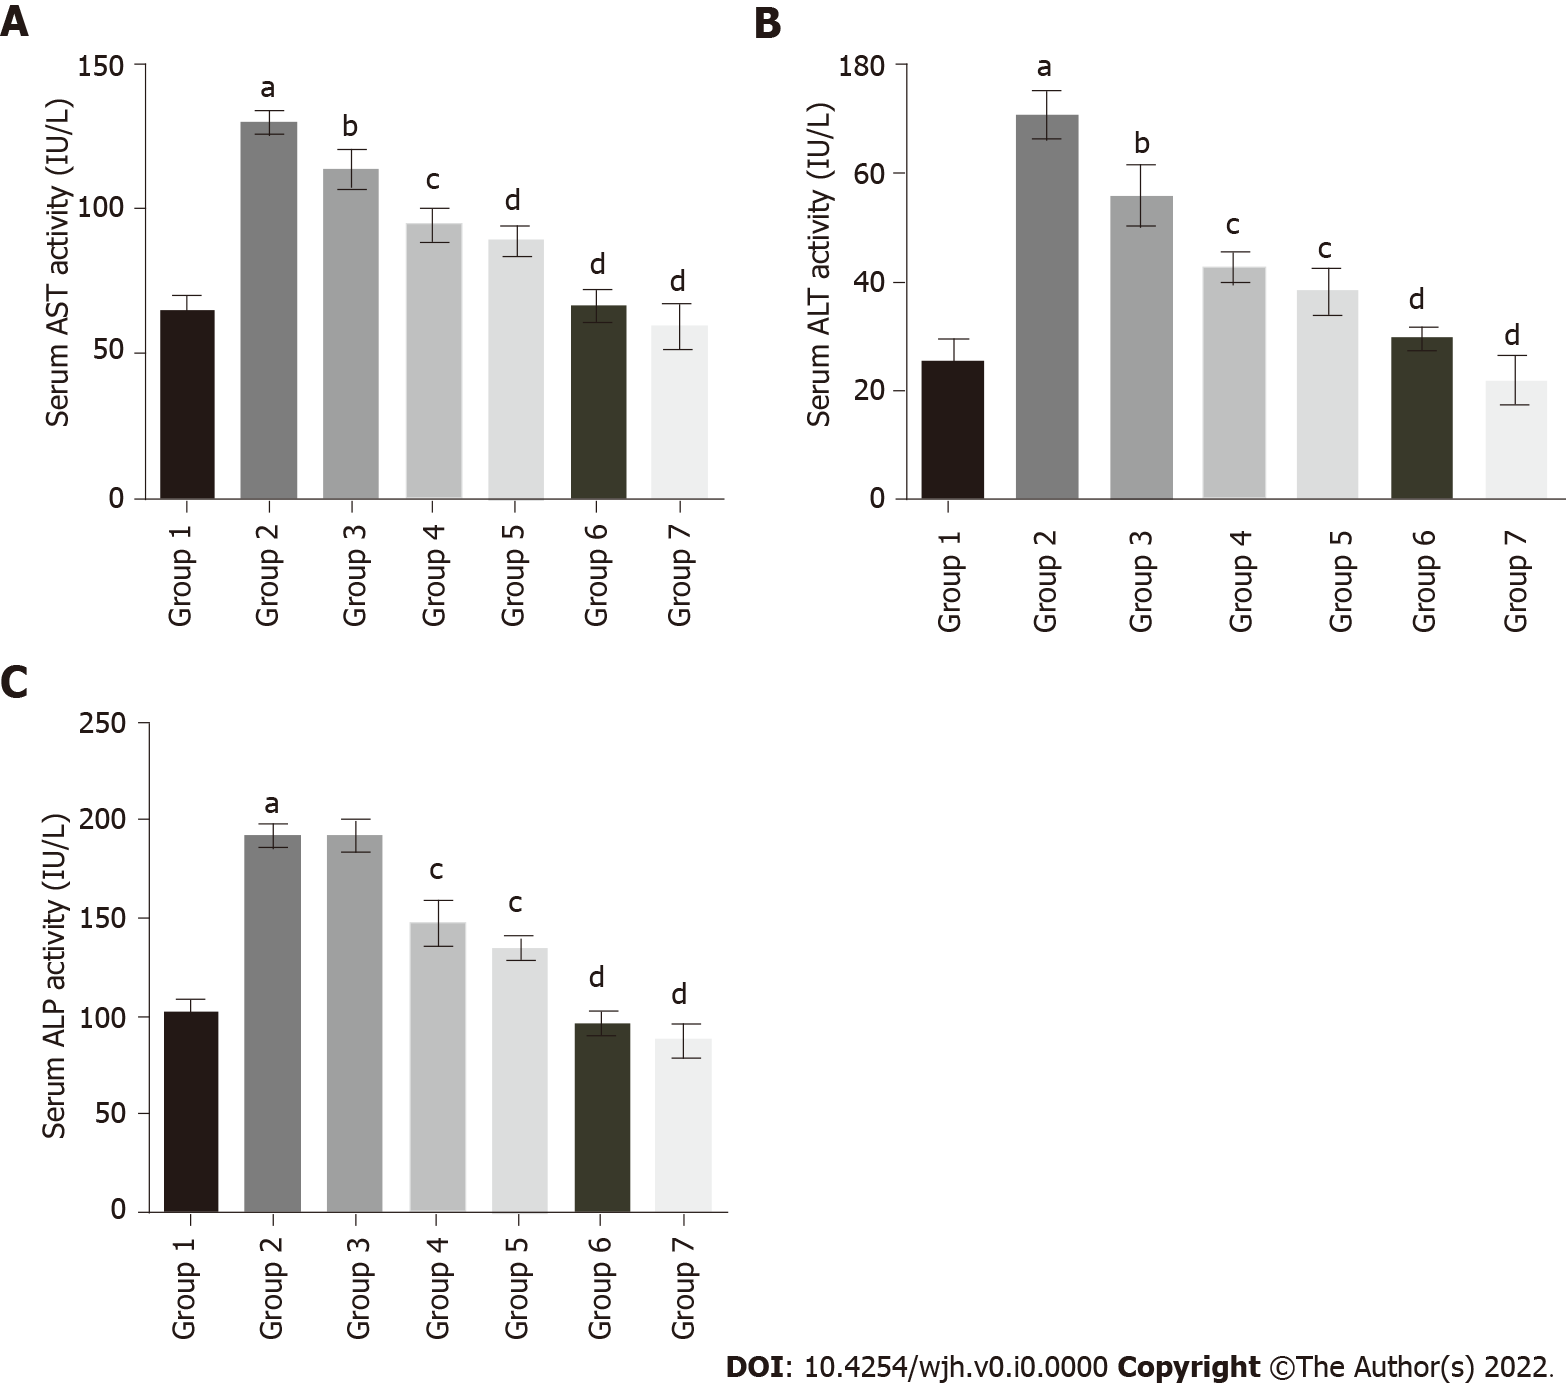 A
Serum AST activity (IU/L)
150
100
50
0
a
b
c
d
d
d
Group 1
Group 2
Group 3
Group 4
Group 5
Group 6
Group 7
B
Serum ALT activity (IU/L)
180
60
40
20
0
a
b
c
c
d
d
Group 1
Group 2
Group 3
Group 4
Group 5
Group 6
Group 7
C
Serum ALP activity (IU/L)
250
200
150
100
50
0
a
c
c
d
d
Group 1
Group 2
Group 3
Group 4
Group 5
Group 6
Group 7
DOI: 10.4254/wjh.v0.i0.0000 Copyright ©The Author(s) 2022.